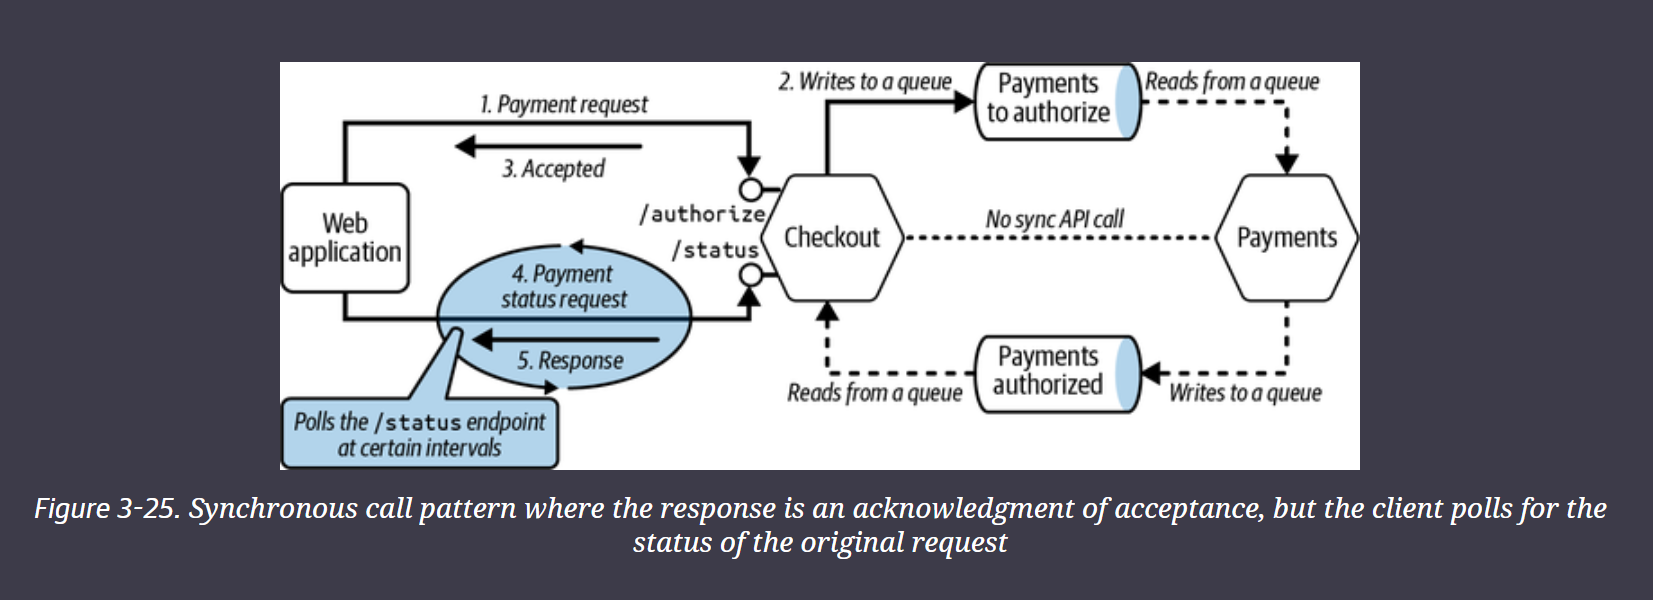 1. Payment request
3. Accepted
2. Writes to a queue
Payments
to authorize
Reads from a queue
Web
application
/authorize
/status
Checkout
No sync API call
Payments
4. Payment
status request
5. Response
Polls the /status endpoint
at certain intervals
Reads from a queue
Payments
authorized
Writes to a queue
Figure 3-25. Synchronous call pattern where the response is an acknowledgment of acceptance, but the client polls for the
status of the original request